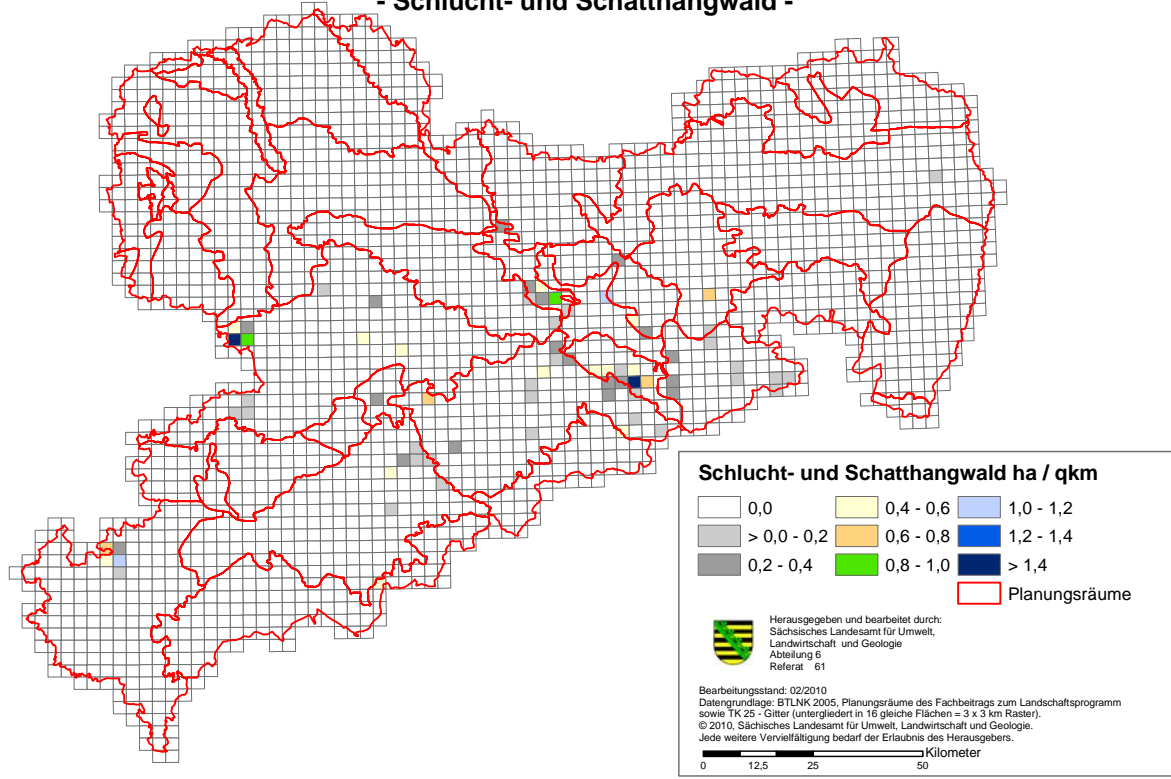 - Schlucht- und Schatthangwald -
Schlucht- und Schatthangwald ha / qkm
0,0
0,4 - 0,6
1,0 - 1,2
> 0,0 - 0,2
0,6 - 0,8
1,2 - 1,4
0,2 - 0,4
0,8 - 1,0
> 1,4
Planungsräume
Herausgegeben und bearbeitet durch:
Sächsisches Landesamt für Umwelt,
Landwirtschaft und Geologie
Abteilung 6
Referat 61
Bearbeitungsstand: 02/2010
Datengrundlage: BTLNK 2005, Planungsräume des Fachbeitrags zum Landschaftsprogramm
sowie TK 25 - Gitter (untergliedert in 16 gleiche Flächen = 3 x 3 km Raster).
© 2010, Sächisches Landesamt für Umwelt, Landwirtschaft und Geologie.
Jede weitere Vervielfältigung bedarf der Erlaubnis des Herausgebers.
Kilometer
0 12,5 25 50